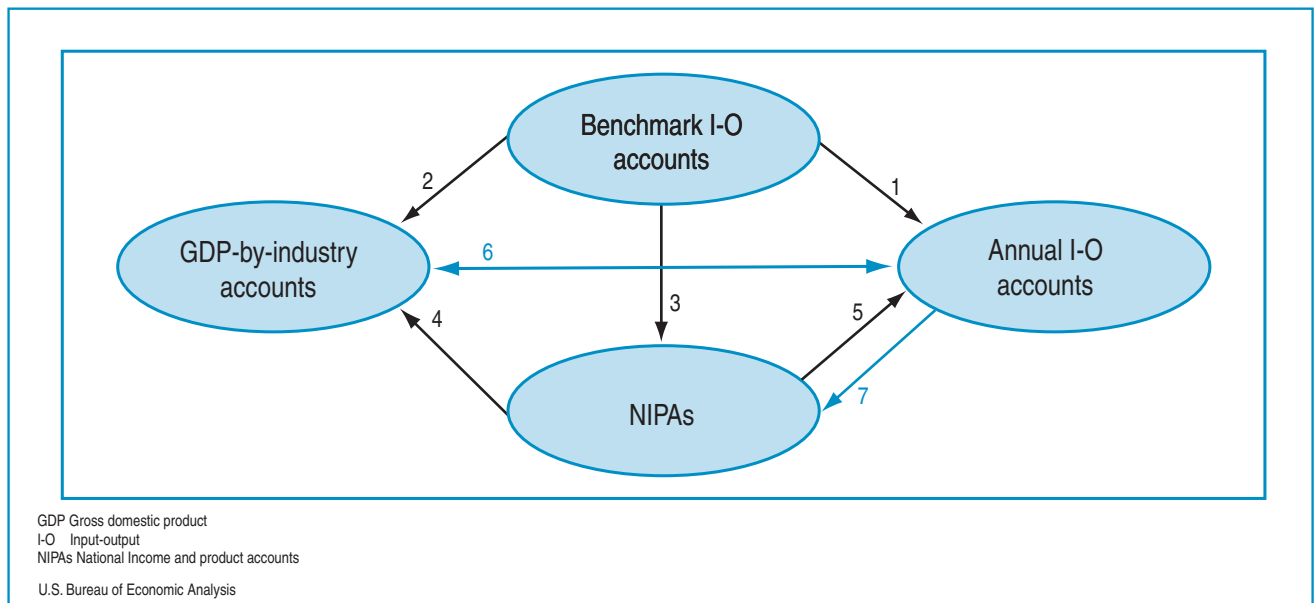 Benchmark I-O
accounts
2
1
GDP-by-industry
accounts
6
Annual I-O
accounts
3
4
5
7
NIPAs
GDP Gross domestic product
I-O Input-output
NIPAs National Income and product accounts
U.S. Bureau of Economic Analysis